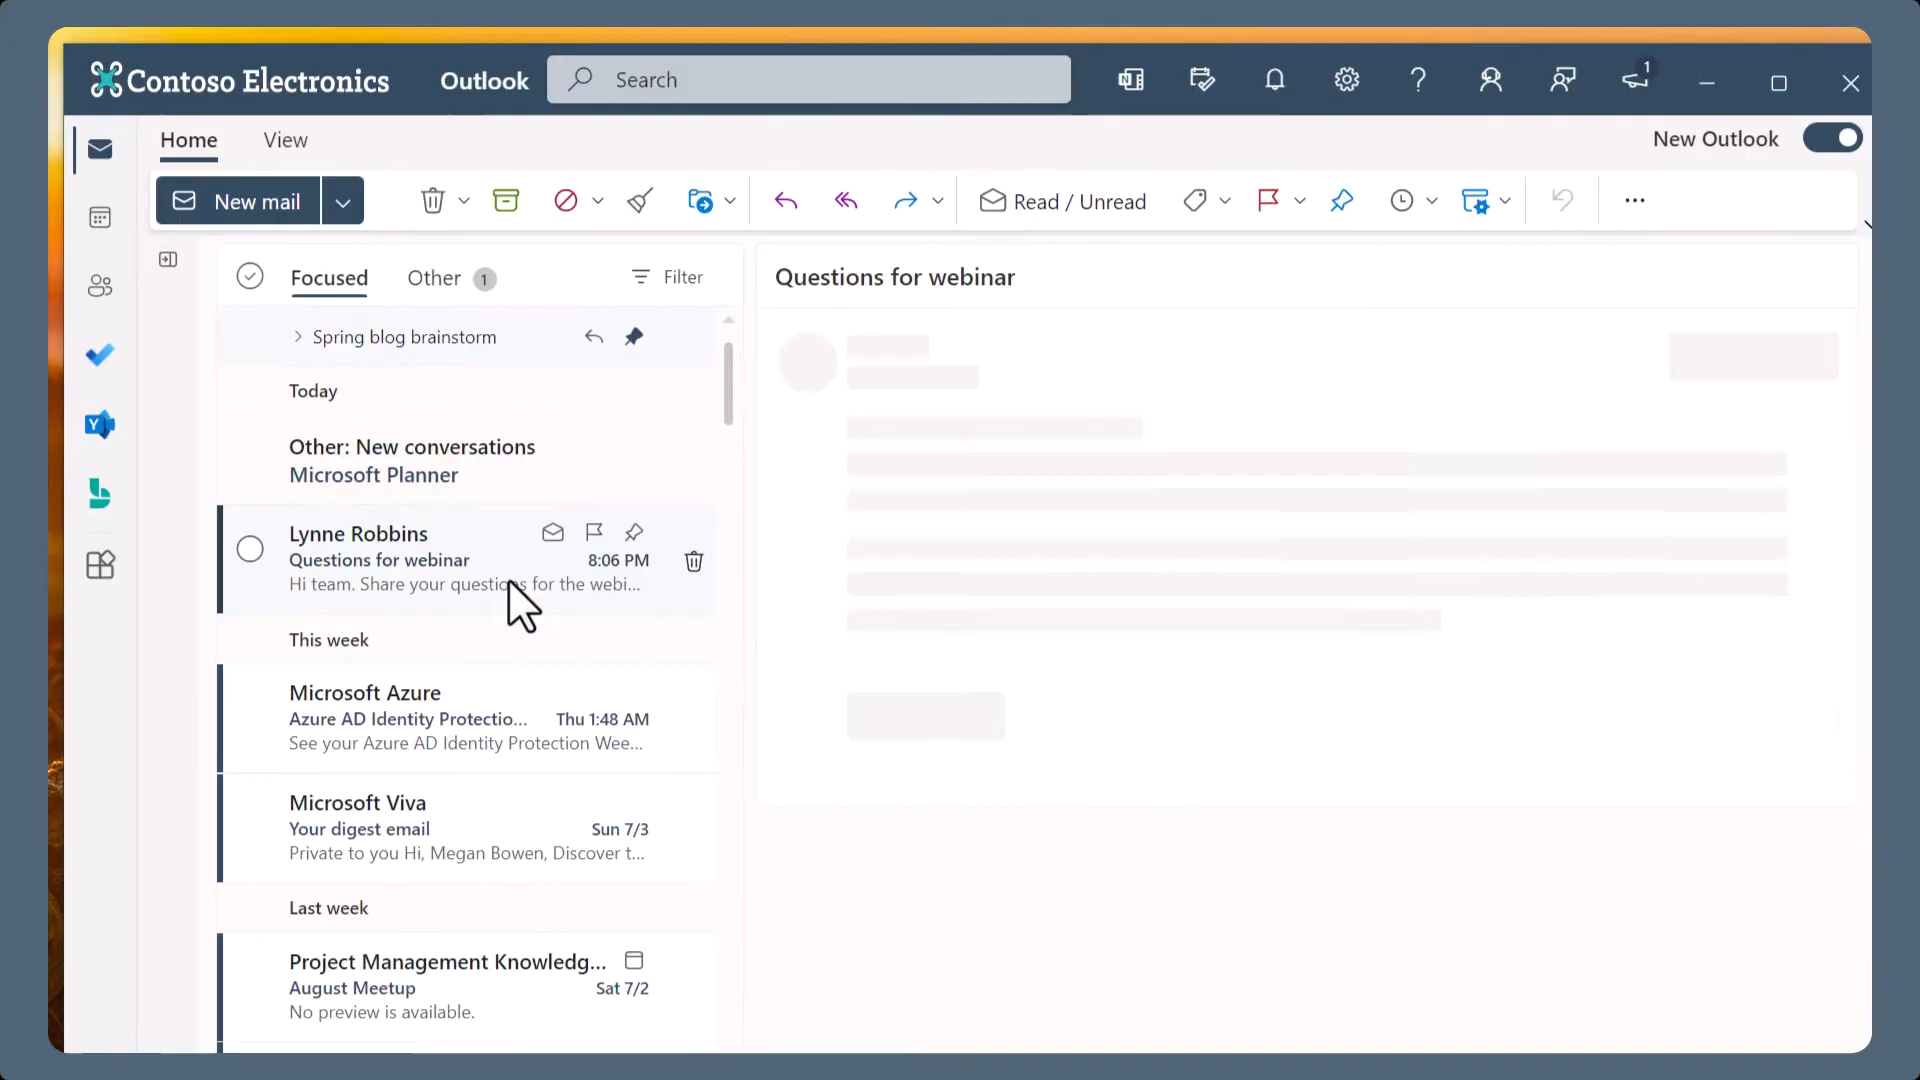 Contoso Electronics
Outlook
Search
1
Home
View
New Outlook
New mail
Read / Unread
Focused
Other 1
Filter
Spring blog brainstorm
Today
Other: New conversations
Microsoft Planner
Lynne Robbins
Questions for webinar 8:06 PM
Hi team. Share your questions for the webi...
This week
Microsoft Azure
Azure AD Identity Protectio... Thu 1:48 AM
See your Azure AD Identity Protection Wee...
Microsoft Viva
Your digest email Sun 7/3
Private to you Hi, Megan Bowen, Discover t...
Last week
Project Management Knowledg...
August Meetup Sat 7/2
No preview is available.
Questions for webinar